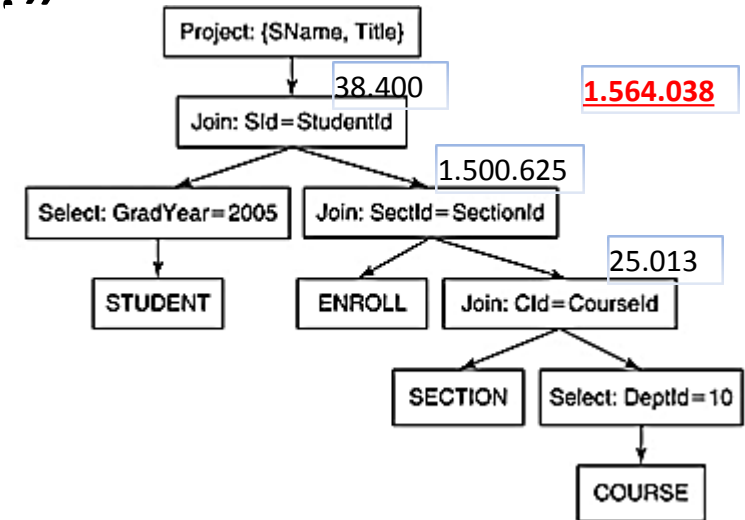 Project: {SName, Title}
38.400
1.564.038
Join: SId=StudentId
1.500.625
Select: GradYear=2005
Join: SectId=SectionId
25.013
STUDENT
ENROLL
Join: CId=CourseId
SECTION
Select: DeptId=10
COURSE